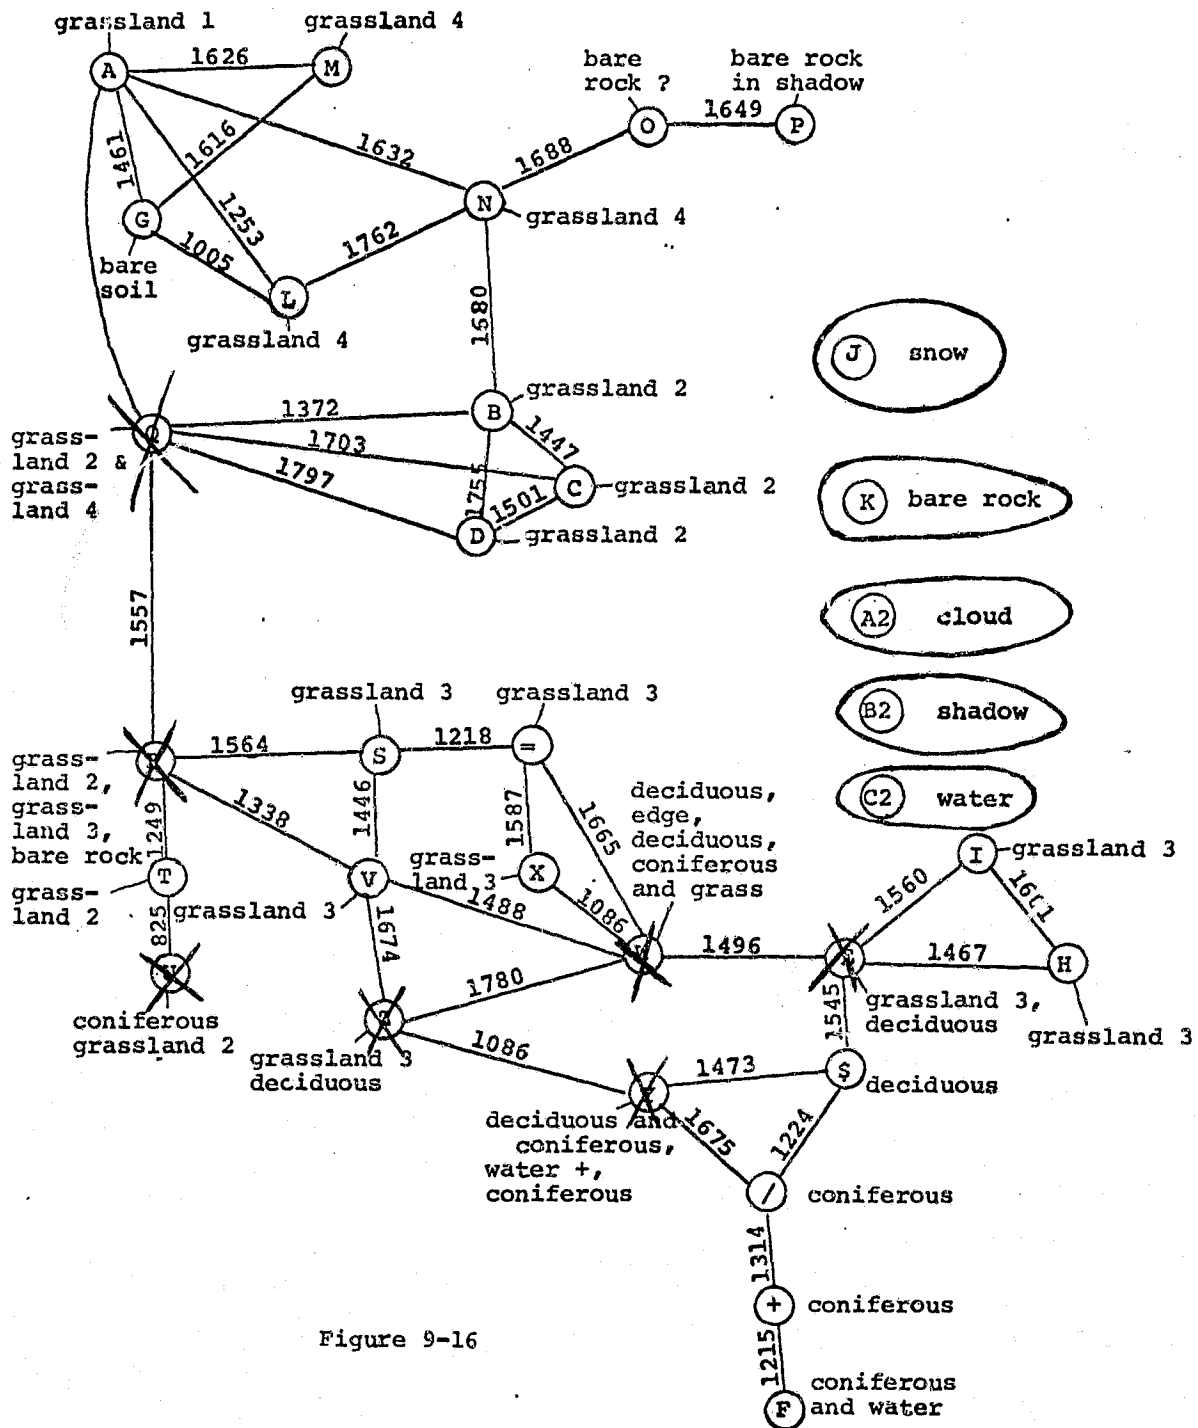 grassland 1
grassland 4
A
1626
M
bare
rock ?
bare rock
in shadow
O
1649
P
1461
1616
1632
1688
G
1253
N
grassland 4
1005
1762
bare
soil
L
grassland 4
1680
J snow
grassland 2
1372
B
1447
grass-
land 2 &
grass-
land 4
1703
1797
1755
1501
C
grassland 2
D
grassland 2
K bare rock
1557
A2 cloud
B2 shadow
C2 water
grassland 3
grassland 3
1564
S
1218
=
grass-
land 2,
grass-
land 3,
bare rock
1249
1338
1446
1587
1665
deciduous,
edge,
deciduous,
coniferous
and grass
I
grassland 3
T
grass-
land 2
V
grassland 3
grass-
land 3
X
1086
1488
1560
825
1674
1496
1467
H
1780
coniferous
grassland 2
grassland 3
deciduous
1086
1545
grassland 3,
deciduous
grassland 3
1473
$
deciduous
deciduous and
coniferous,
water +,
coniferous
1675
1224
/
coniferous
1314
+
coniferous
1215
Figure 9-16
F
coniferous
and water